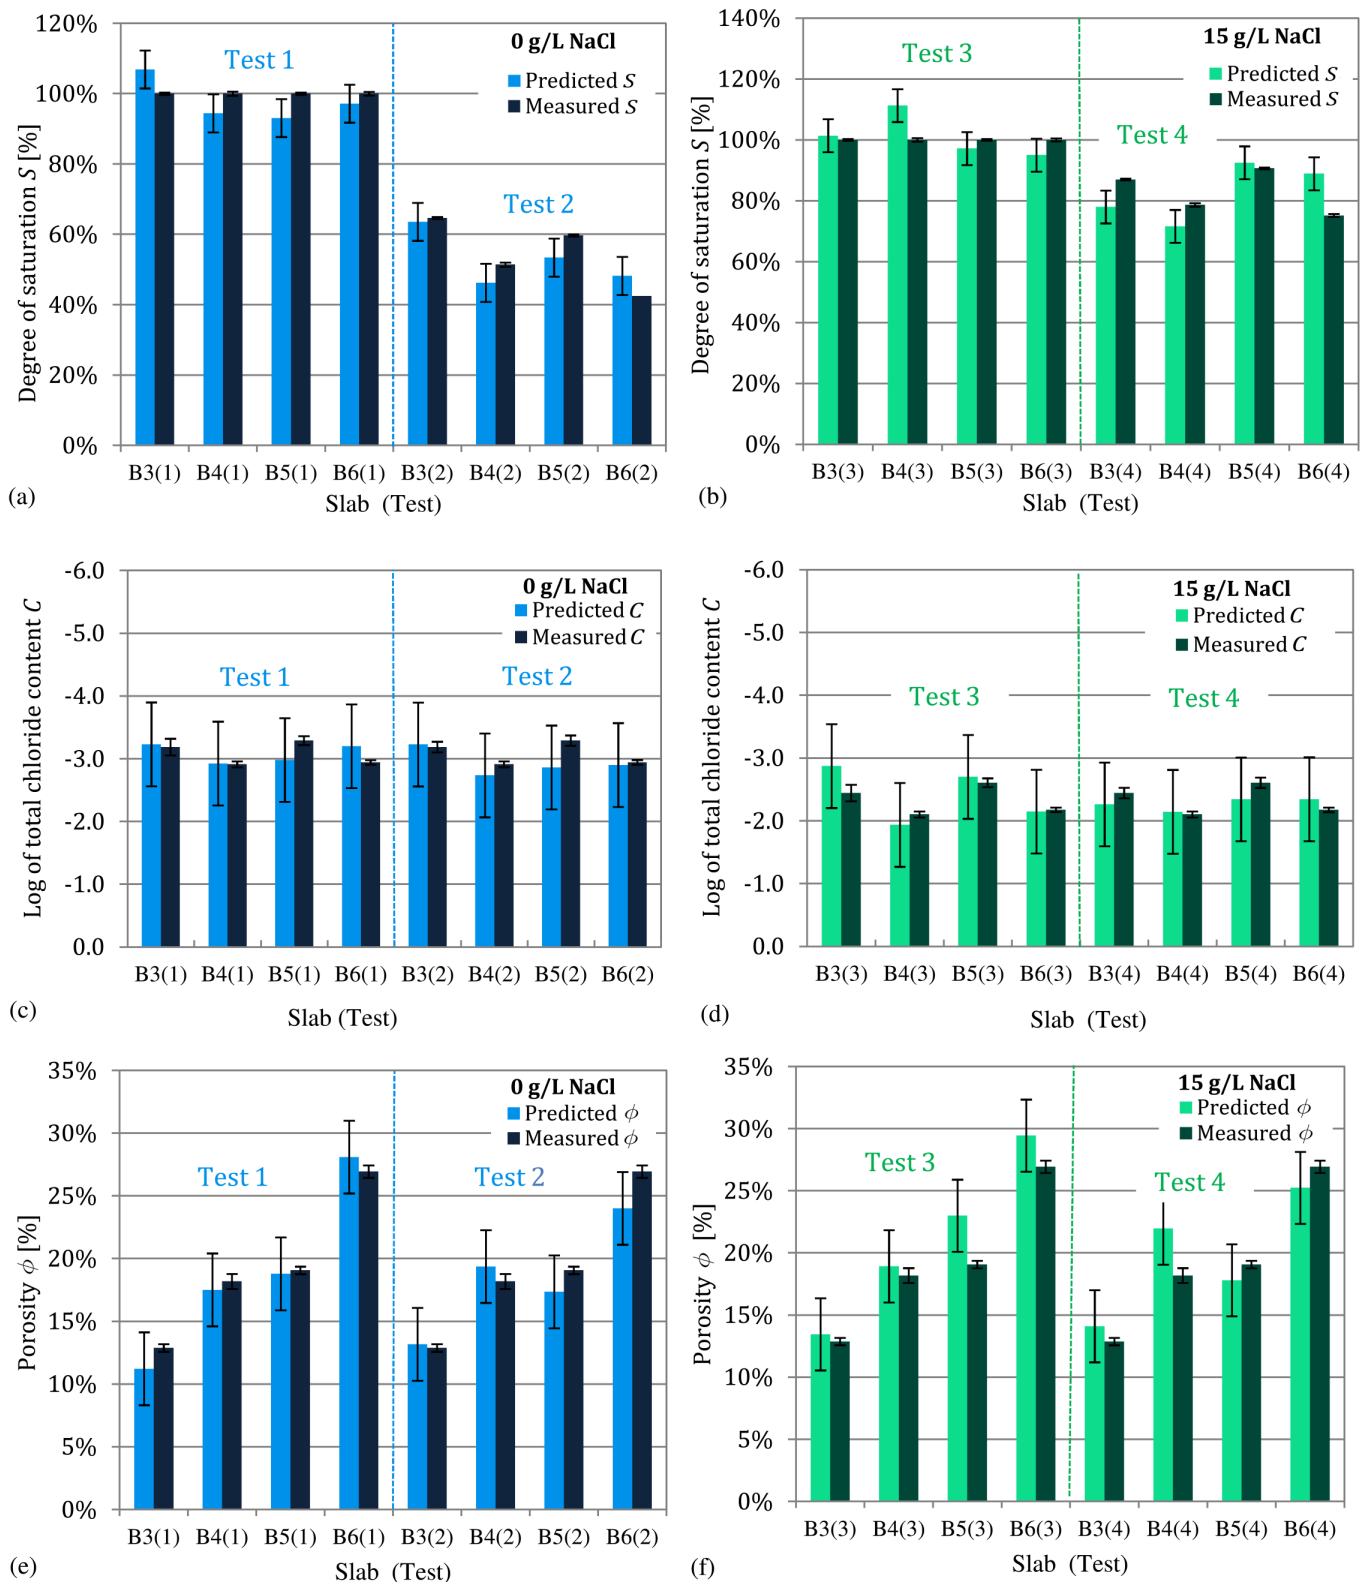 120%
100%
80%
60%
40%
20%
0%
Degree of saturation S [%]
0 g/L NaCl
Predicted S
Measured S
Test 1
Test 2
B3(1) B4(1) B5(1) B6(1) B3(2) B4(2) B5(2) B6(2)
Slab (Test)
(a)
140%
120%
100%
80%
60%
40%
20%
0%
Degree of saturation S [%]
15 g/L NaCl
Predicted S
Measured S
Test 3
Test 4
B3(3) B4(3) B5(3) B6(3) B3(4) B4(4) B5(4) B6(4)
Slab (Test)
(b)
-6.0
-5.0
-4.0
-3.0
-2.0
-1.0
0.0
Log of total chloride content C
0 g/L NaCl
Predicted C
Measured C
Test 1
Test 2
B3(1) B4(1) B5(1) B6(1) B3(2) B4(2) B5(2) B6(2)
Slab (Test)
(c)
-6.0
-5.0
-4.0
-3.0
-2.0
-1.0
0.0
Log of total chloride content C
15 g/L NaCl
Predicted C
Measured C
Test 3
Test 4
B3(3) B4(3) B5(3) B6(3) B3(4) B4(4) B5(4) B6(4)
Slab (Test)
(d)
35%
30%
25%
20%
15%
10%
5%
0%
Porosity ϕ [%]
0 g/L NaCl
Predicted ϕ
Measured ϕ
Test 1
Test 2
B3(1) B4(1) B5(1) B6(1) B3(2) B4(2) B5(2) B6(2)
Slab (Test)
(e)
35%
30%
25%
20%
15%
10%
5%
0%
Porosity ϕ [%]
15 g/L NaCl
Predicted ϕ
Measured ϕ
Test 3
Test 4
B3(3) B4(3) B5(3) B6(3) B3(4) B4(4) B5(4) B6(4)
Slab (Test)
(f)